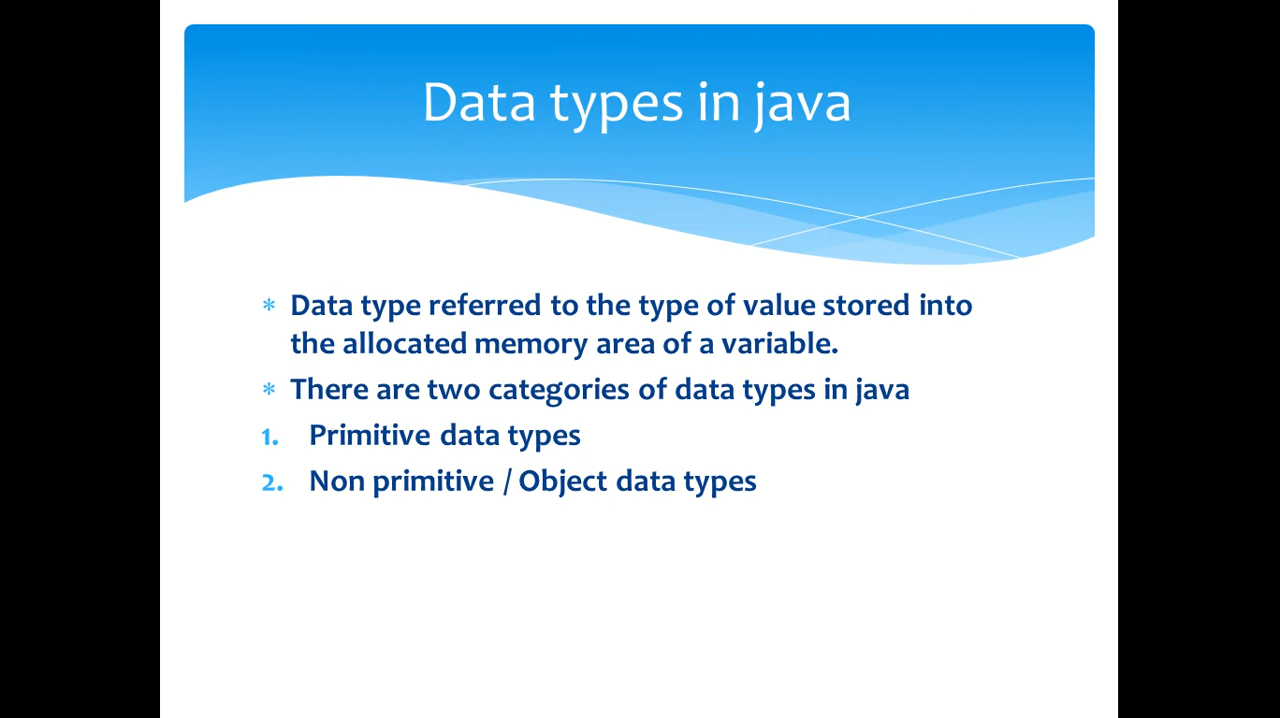 Data types in java
* Data type referred to the type of value stored into
the allocated memory area of a variable.
* There are two categories of data types in java
1. Primitive data types
2. Non primitive / Object data types